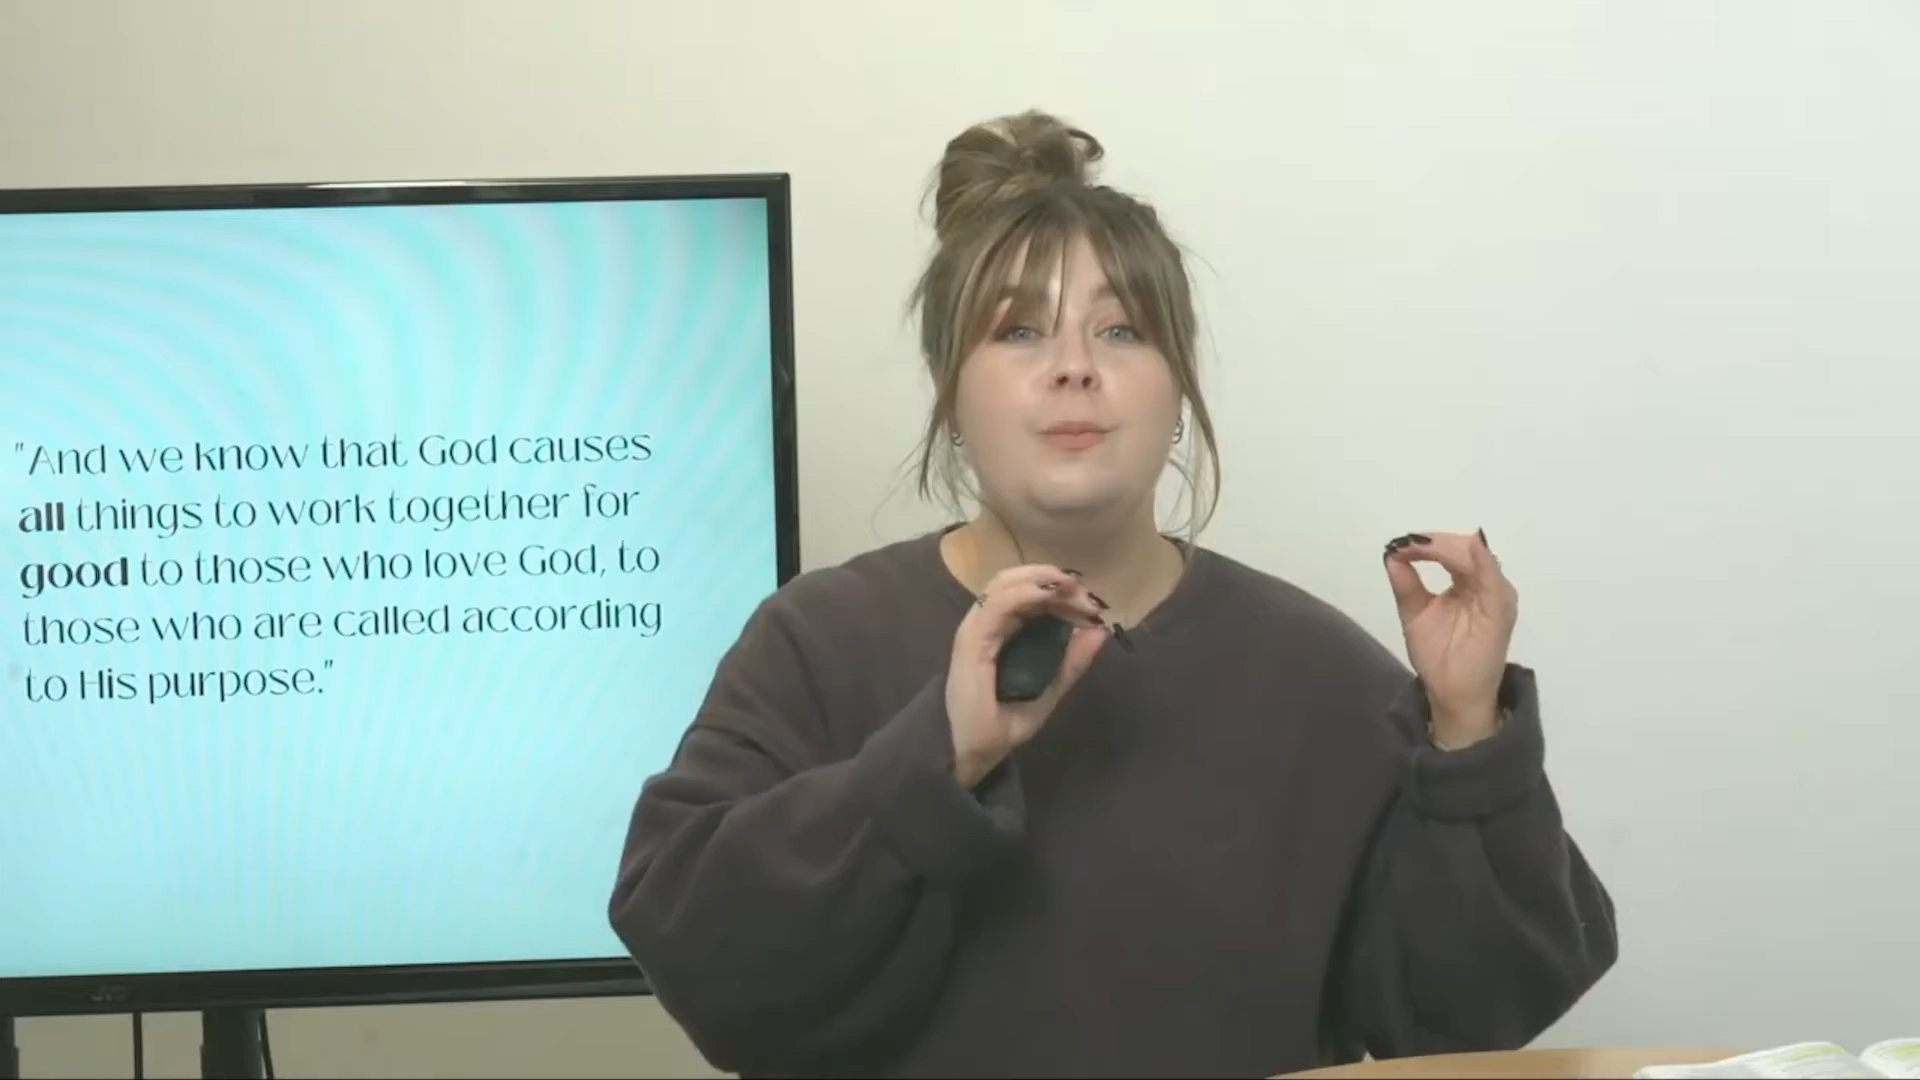 "And we know that God causes
all things to work together for
good to those who love God, to
those who are called according
to His purpose."
JVC